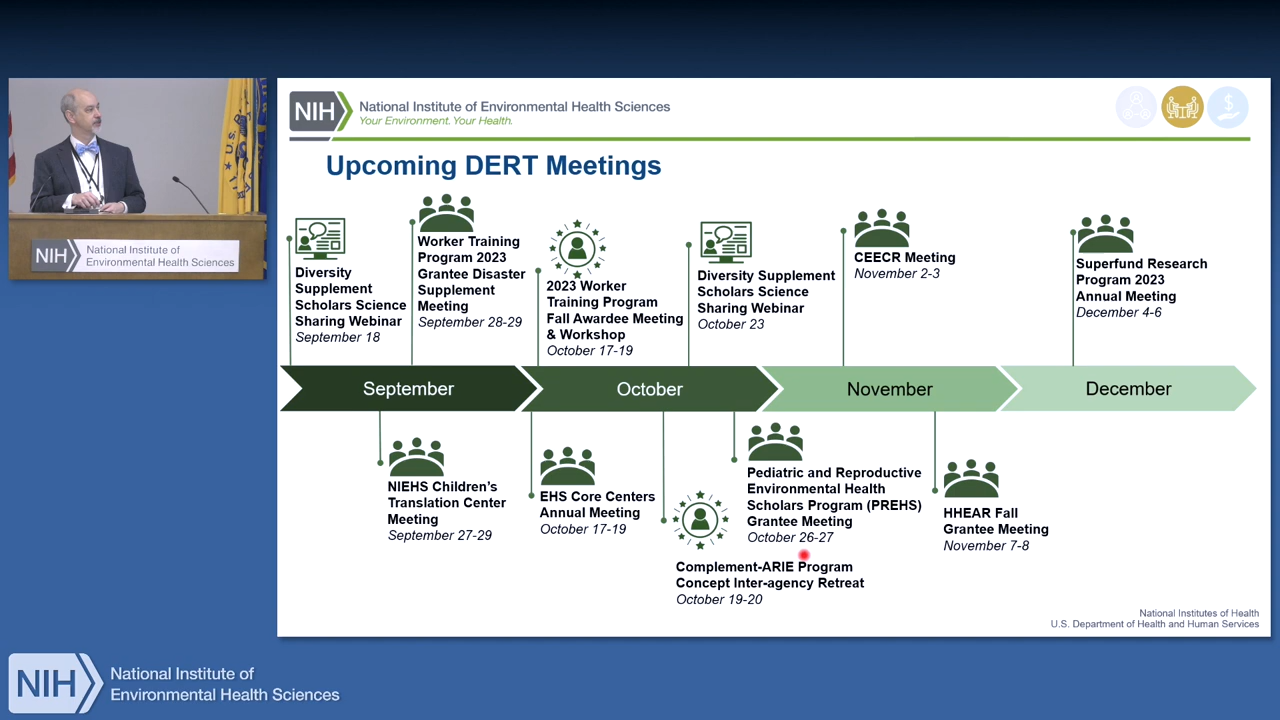 NIH
National Institute of Environmental Health Sciences
Your Environment. Your Health.
Upcoming DERT Meetings
Diversity
Supplement
Scholars Science
Sharing Webinar
September 18
Worker Training
Program 2023
Grantee Disaster
Supplement
Meeting
September 28-29
2023 Worker
Training Program
Fall Awardee Meeting
& Workshop
October 17-19
Diversity Supplement
Scholars Science
Sharing Webinar
October 23
CEECR Meeting
November 2-3
Superfund Research
Program 2023
Annual Meeting
December 4-6
September
October
November
December
NIEHS Children's
Translation Center
Meeting
September 27-29
EHS Core Centers
Annual Meeting
October 17-19
Complement-ARIE Program
Concept Inter-agency Retreat
October 19-20
Pediatric and Reproductive
Environmental Health
Scholars Program (PREHS)
Grantee Meeting
October 26-27
HHEAR Fall
Grantee Meeting
November 7-8
National Institutes of Health
U.S. Department of Health and Human Services
NIH
National Institute of
Environmental Health Sciences
NIH
National Institute of
Environmental Health Sciences